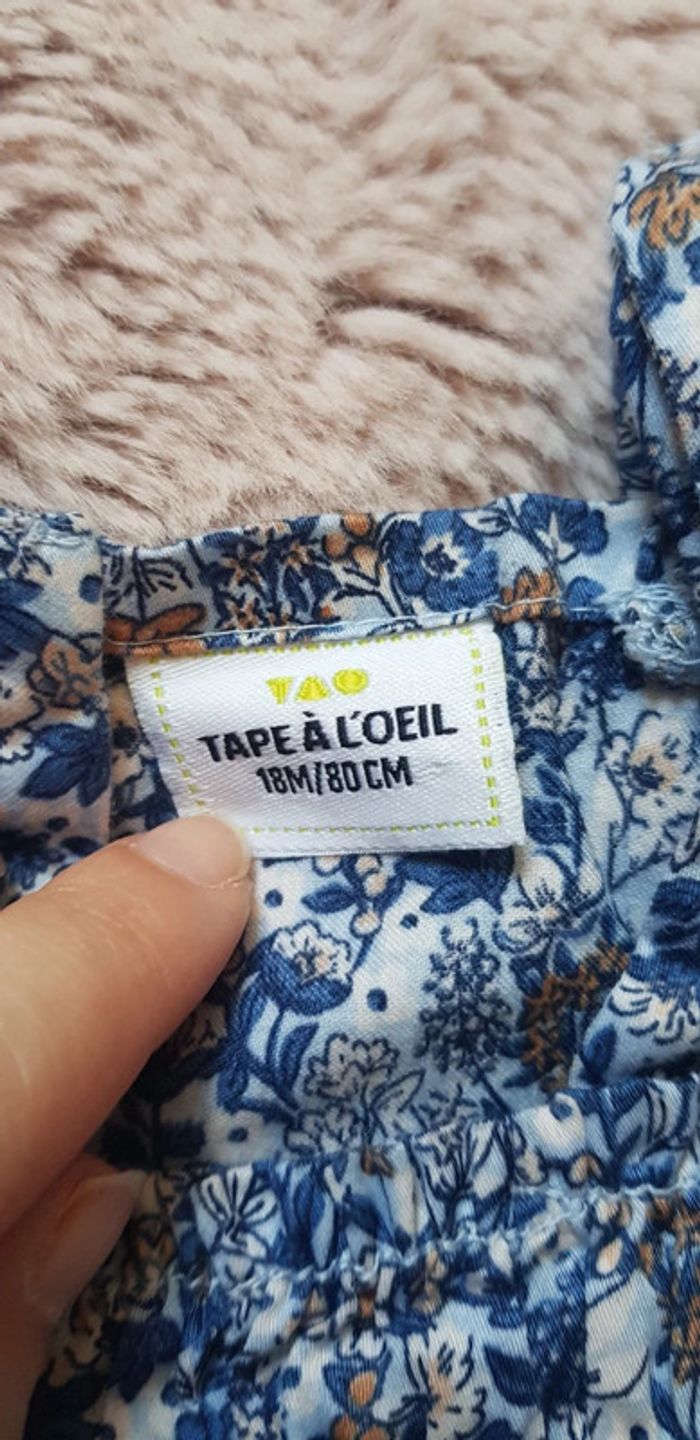 TAO
TAPE À L'OEIL
18M/80CM